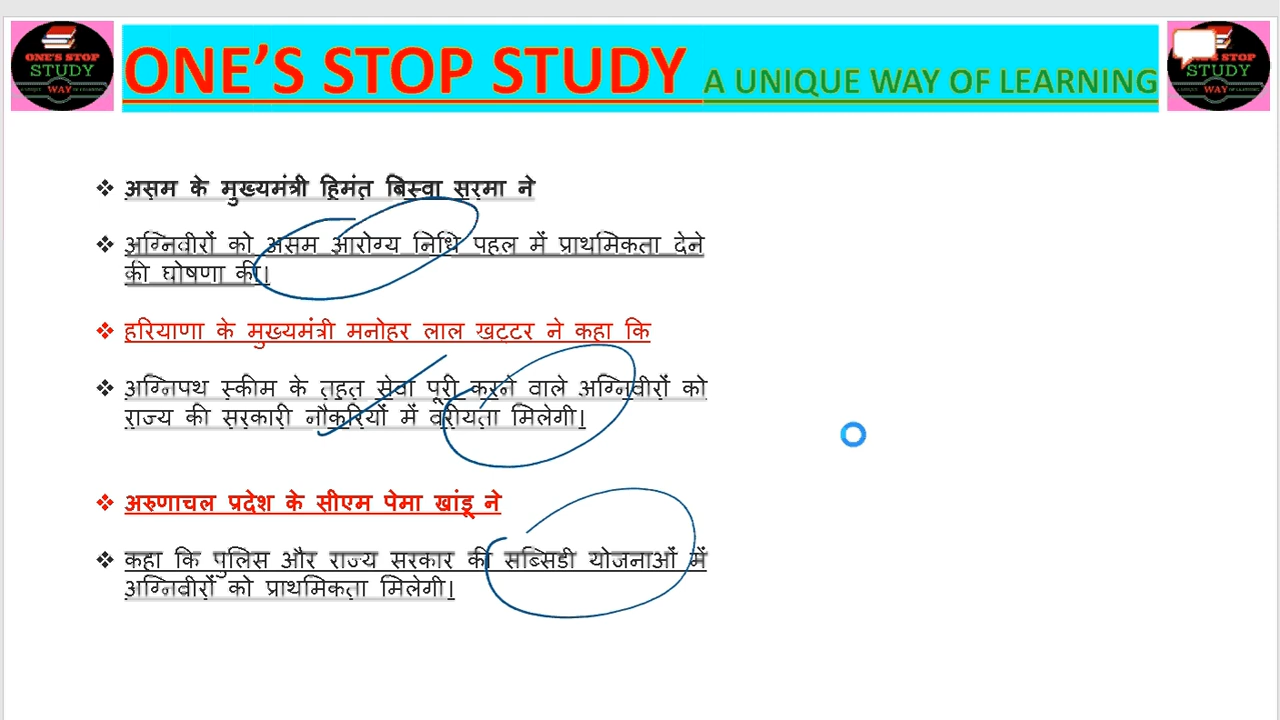 ONE'S STOP STUDY A UNIQUE WAY OF LEARNING
ONE'S STOP
STUDY
WAY
STUDY
WAY
❖ असम के मुख्यमंत्री हिमंत बिस्वा सरमा ने
❖ अग्निवीरों को असम आरोग्य निधि पहल में प्राथमिकता देने
की घोषणा की।
❖ हरियाणा के मुख्यमंत्री मनोहर लाल खट्टर ने कहा कि
❖ अग्निपथ स्कीम के तहत सेवा पूरी करने वाले अग्निवीरों को
राज्य की सरकारी नौकरियों में वरीयता मिलेगी।
❖ अरुणाचल प्रदेश के सीएम पेमा खांडू ने
❖ कहा कि पुलिस और राज्य सरकार की सब्सिडी योजनाओं में
अग्निवीरों को प्राथमिकता मिलेगी।